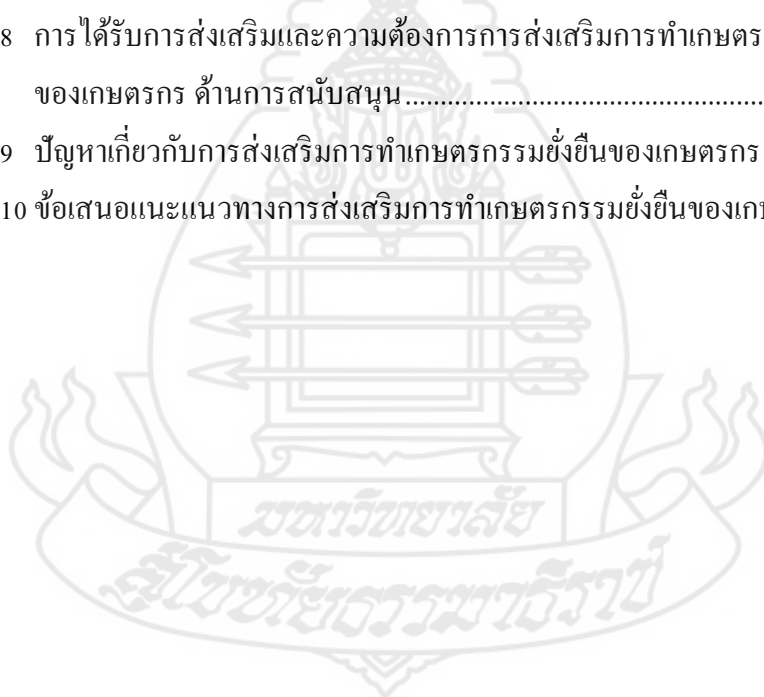 8 การได้รับการส่งเสริมและความต้องการการส่งเสริมการทำเกษตร
ของเกษตรกร ด้านการสนับสนุน.....................................................
9 ปัญหาเกี่ยวกับการส่งเสริมการทำเกษตรกรรมยั่งยืนของเกษตรกร
10 ข้อเสนอแนะแนวทางการส่งเสริมการทำเกษตรกรรมยั่งยืนของเกษ
มหาวิทยาลัย
สุโขทัยธรรมาธิราช